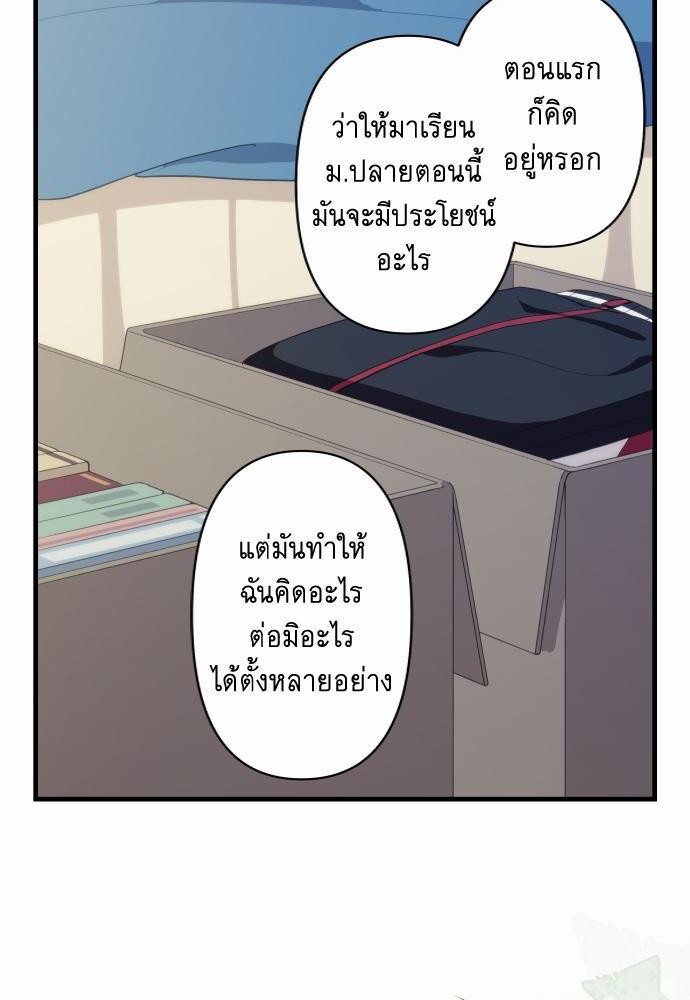 ตอนแรก
ก็คิด
อยู่หรอก
ว่าให้มาเรียน
ม.ปลายตอนนี้
มันจะมีประโยชน์
อะไร
แต่มันทำให้
ฉันคิดอะไร
ต่อมิอะไร
ได้ตั้งหลายอย่าง